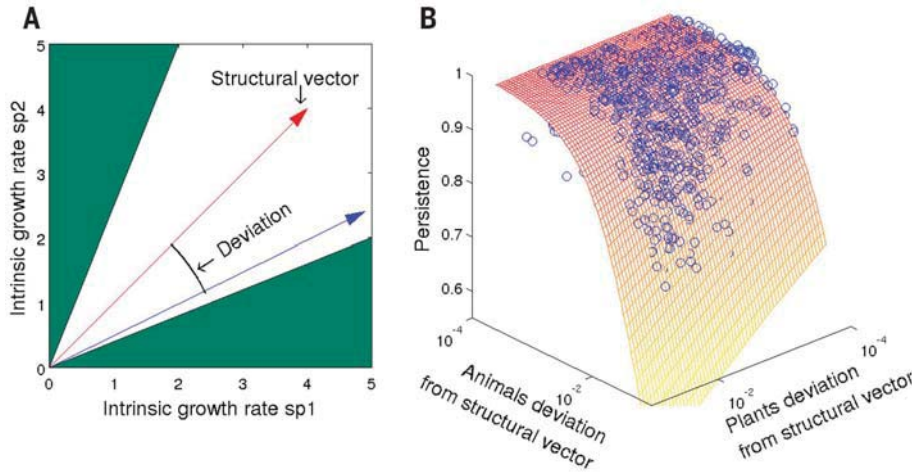 A
5
4
3
2
1
0
0 1 2 3 4 5
Intrinsic growth rate sp2
Intrinsic growth rate sp1
Structural vector
Deviation
B
1
0.9
0.8
0.7
0.6
Persistence
10⁻⁴
10⁻²
Animals deviation
from structural vector
10⁻²
10⁻⁴
Plants deviation
from structural vector